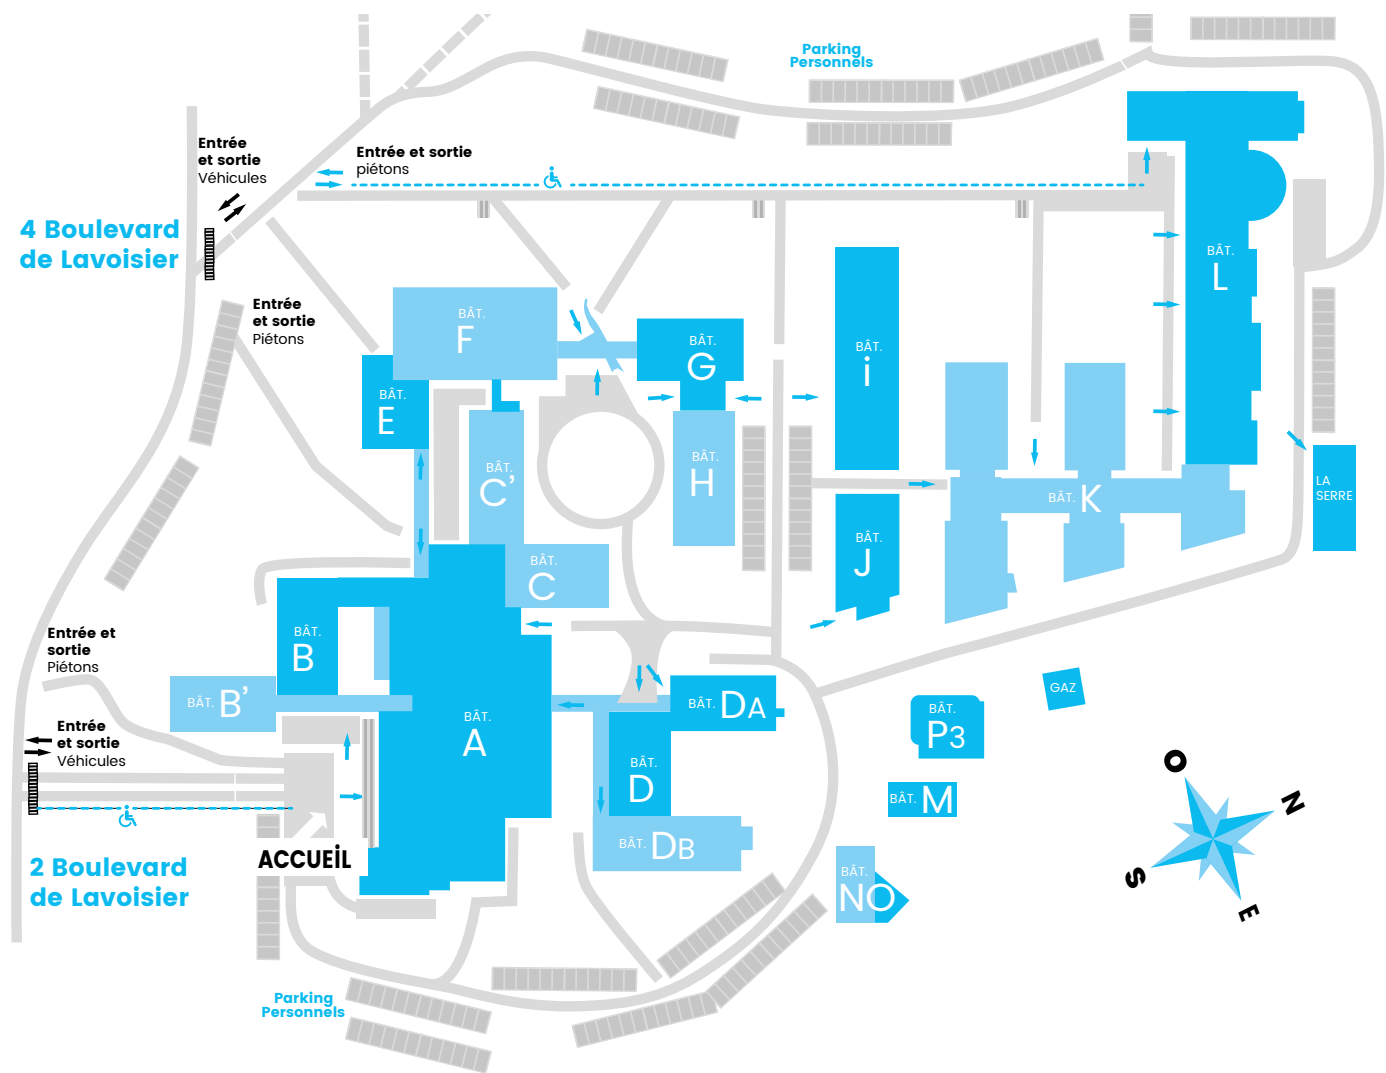 Parking
Personnels
Entrée
et sortie
Véhicules
Entrée et sortie
piétons
4 Boulevard
de Lavoisier
Entrée
et sortie
Piétons
BÂT.
F
BÂT.
E
BÂT.
G
BÂT.
C’
BÂT.
H
BÂT.
i
BÂT.
L
BÂT. K
LA
SERRE
BÂT.
J
BÂT.
C
Entrée et
sortie
Piétons
BÂT.
B
BÂT. B’
BÂT.
A
BÂT. DA
BÂT.
D
BÂT. DB
GAZ
BÂT.
P3
BÂT. M
BÂT.
NO
Entrée
et sortie
Véhicules
2 Boulevard
de Lavoisier
ACCUEİL
Parking
Personnels
O
N
S
E